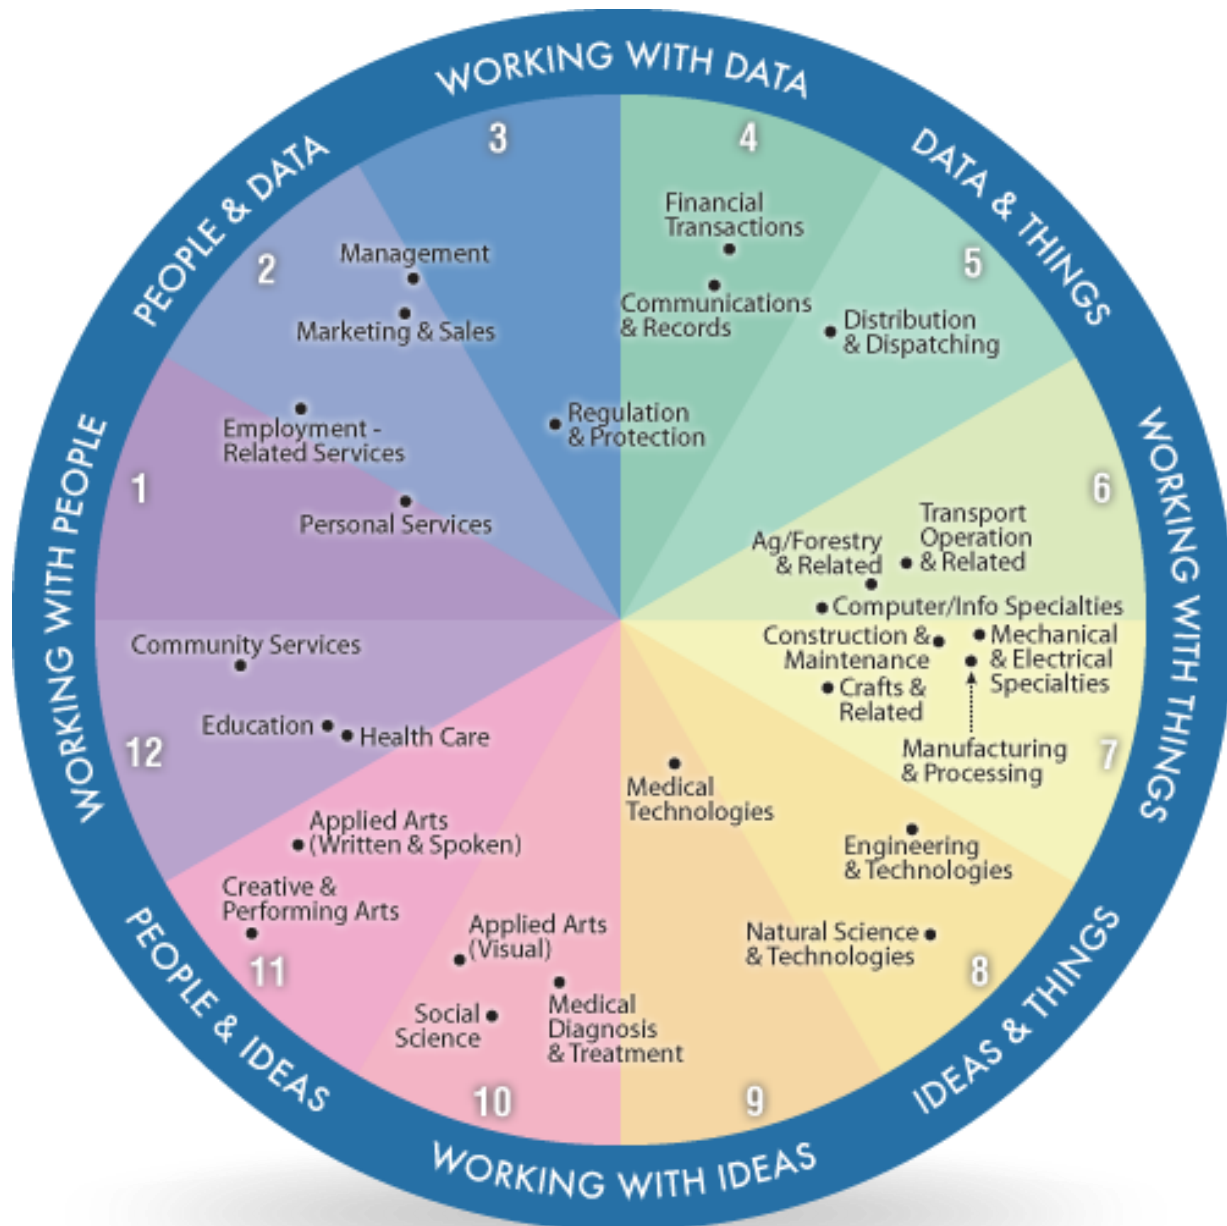 WORKING WITH DATA
DATA & THINGS
WORKING WITH THINGS
IDEAS & THINGS
WORKING WITH IDEAS
PEOPLE & IDEAS
WORKING WITH PEOPLE
PEOPLE & DATA
1
2
3
4
5
6
7
8
9
10
11
12
Management
Marketing & Sales
Employment -
Related Services
Personal Services
Regulation
& Protection
Financial
Transactions
Communications
& Records
Distribution
& Dispatching
Transport
Operation
& Related
Ag/Forestry
& Related
Computer/Info Specialties
Construction &
Maintenance
Mechanical
& Electrical
Specialties
Crafts &
Related
Manufacturing
& Processing
Medical
Technologies
Engineering
& Technologies
Natural Science
& Technologies
Community Services
Education
Health Care
Applied Arts
(Written & Spoken)
Creative &
Performing Arts
Applied Arts
(Visual)
Social
Science
Medical
Diagnosis
& Treatment